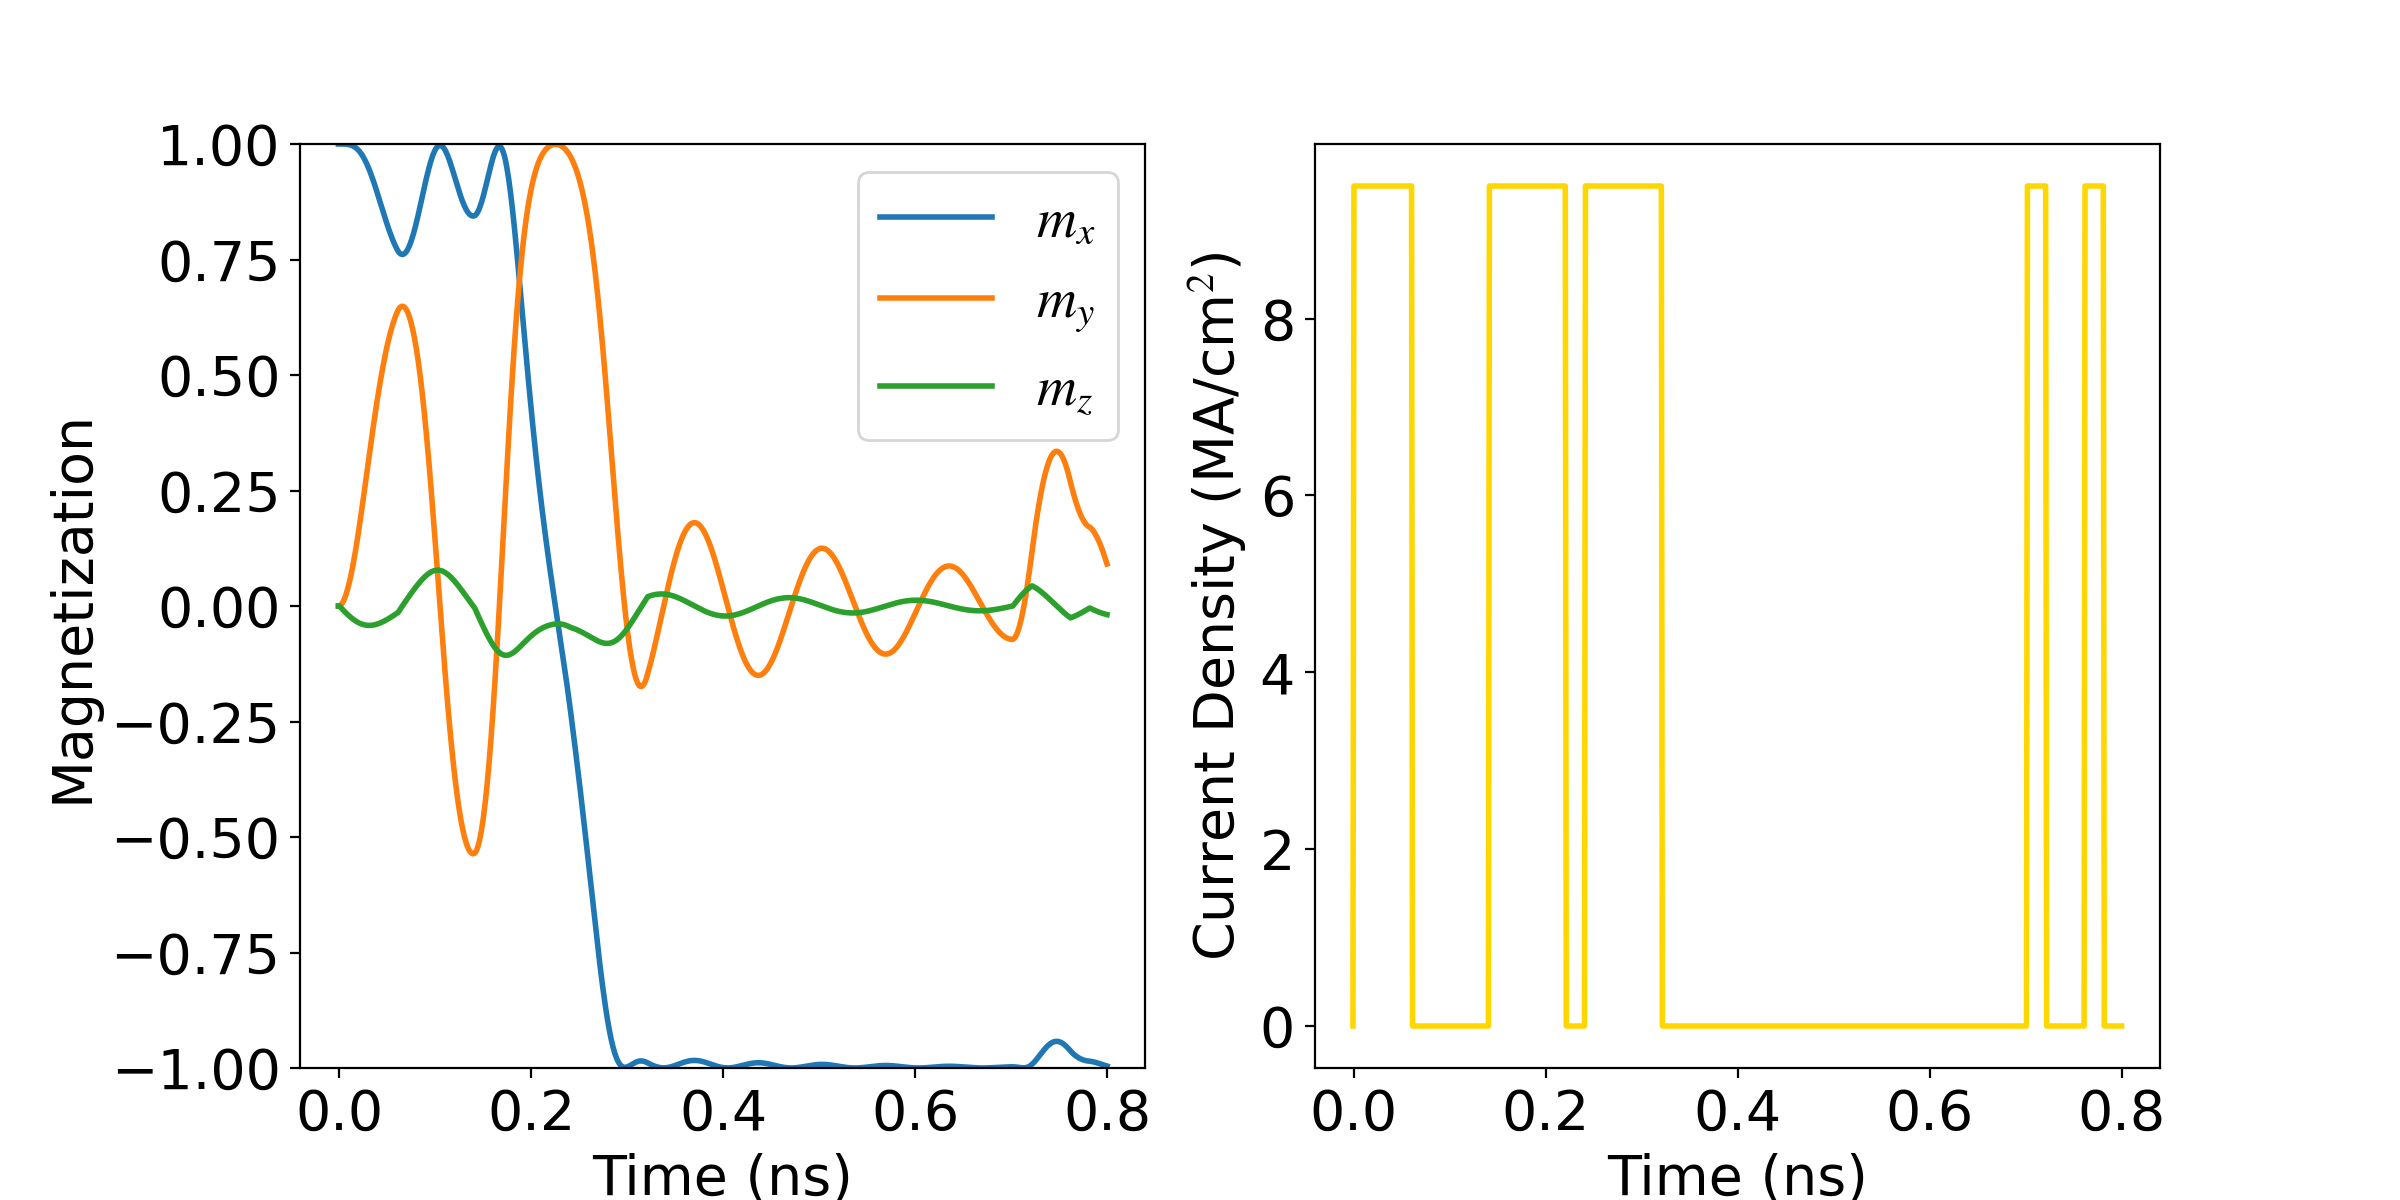 Magnetization
1.00
0.75
0.50
0.25
0.00
−0.25
−0.50
−0.75
−1.00
0.0 0.2 0.4 0.6 0.8
Time (ns)
mₓ
m_y
m_z
Current Density (MA/cm²)
8
6
4
2
0
0.0 0.2 0.4 0.6 0.8
Time (ns)